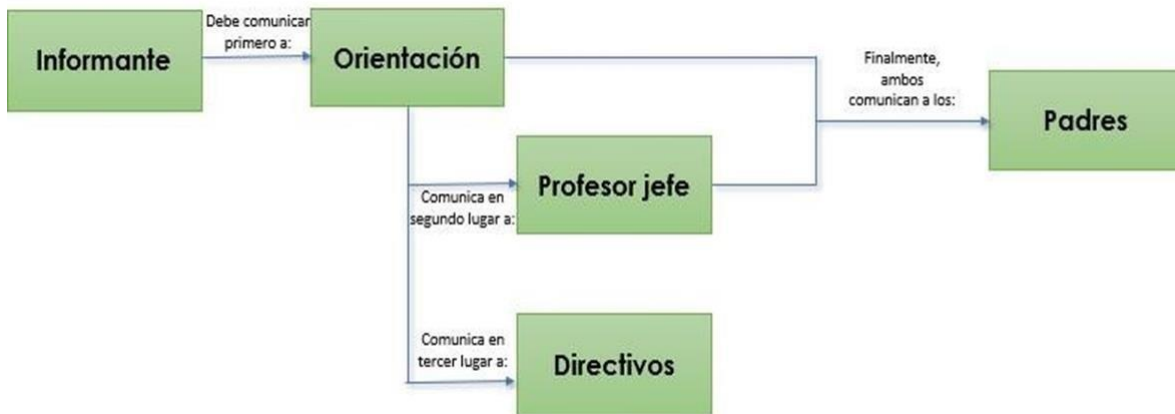 Informante
Debe comunicar
primero a:
Orientación
Finalmente,
ambos
comunican a los:
Padres
Comunica en
segundo lugar a:
Profesor jefe
Comunica en
tercer lugar a:
Directivos